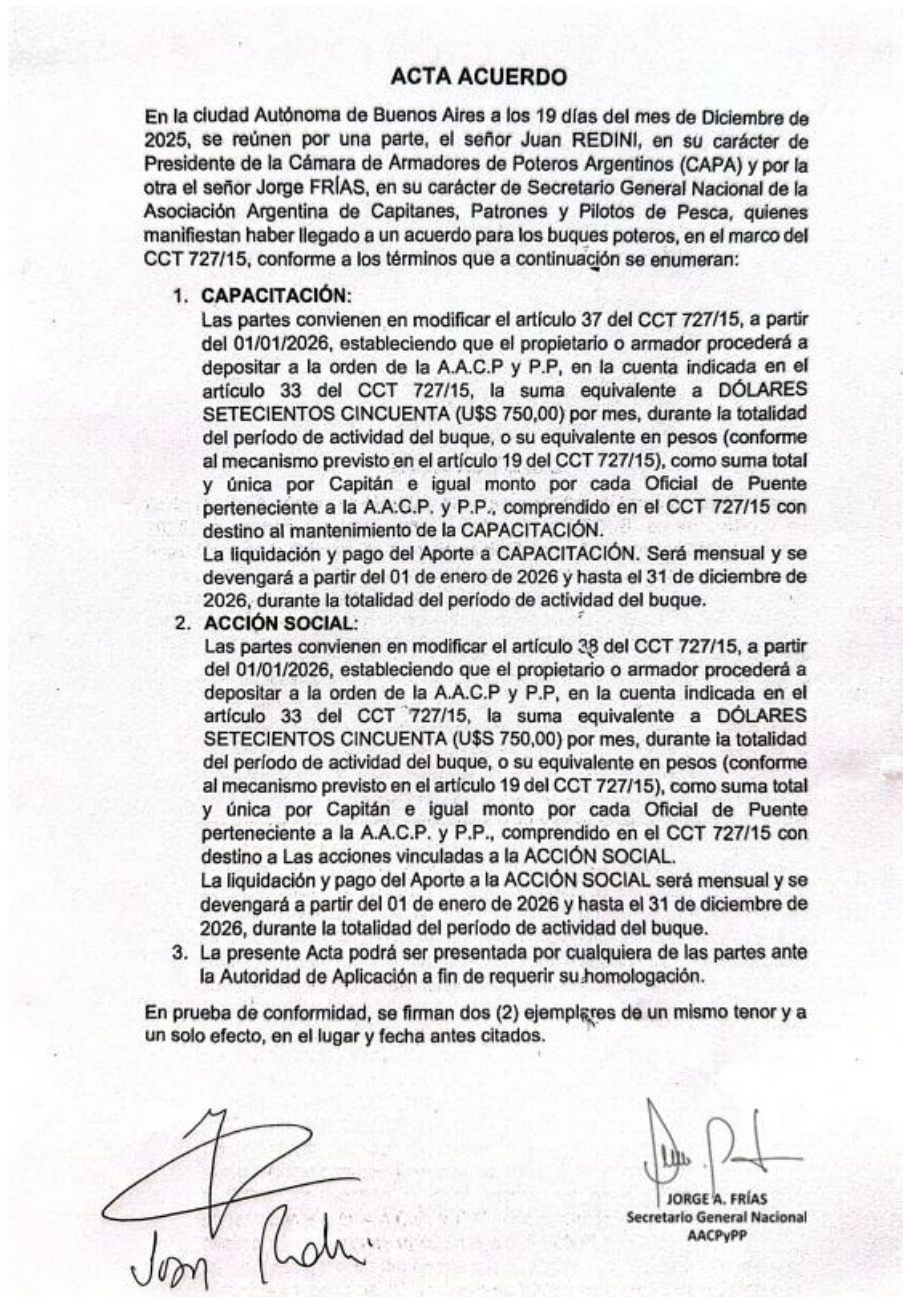 ACTA ACUERDO
En la ciudad Autónoma de Buenos Aires a los 19 días del mes de Diciembre de
2025, se reúnen por una parte, el señor Juan REDINI, en su carácter de
Presidente de la Cámara de Armadores de Poteros Argentinos (CAPA) y por la
otra el señor Jorge FRÍAS, en su carácter de Secretario General Nacional de la
Asociación Argentina de Capitanes, Patrones y Pilotos de Pesca, quienes
manifiestan haber llegado a un acuerdo para los buques poteros, en el marco del
CCT 727/15, conforme a los términos que a continuación se enumeran:
1. CAPACITACIÓN:
Las partes convienen en modificar el artículo 37 del CCT 727/15, a partir
del 01/01/2026, estableciendo que el propietario o armador procederá a
depositar a la orden de la A.A.C.P y P.P, en la cuenta indicada en el
artículo 33 del CCT 727/15, la suma equivalente a DÓLARES
SETECIENTOS CINCUENTA (U$S 750,00) por mes, durante la totalidad
del período de actividad del buque, o su equivalente en pesos (conforme
al mecanismo previsto en el artículo 19 del CCT 727/15), como suma total
y única por Capitán e igual monto por cada Oficial de Puente
perteneciente a la A.A.C.P. y P.P., comprendido en el CCT 727/15 con
destino al mantenimiento de la CAPACITACIÓN.
La liquidación y pago del Aporte a CAPACITACIÓN. Será mensual y se
devengará a partir del 01 de enero de 2026 y hasta el 31 de diciembre de
2026, durante la totalidad del período de actividad del buque.
2. ACCIÓN SOCIAL:
Las partes convienen en modificar el artículo 38 del CCT 727/15, a partir
del 01/01/2026, estableciendo que el propietario o armador procederá a
depositar a la orden de la A.A.C.P y P.P, en la cuenta indicada en el
artículo 33 del CCT 727/15, la suma equivalente a DÓLARES
SETECIENTOS CINCUENTA (U$S 750,00) por mes, durante la totalidad
del período de actividad del buque, o su equivalente en pesos (conforme
al mecanismo previsto en el artículo 19 del CCT 727/15), como suma total
y única por Capitán e igual monto por cada Oficial de Puente
perteneciente a la A.A.C.P. y P.P., comprendido en el CCT 727/15 con
destino a Las acciones vinculadas a la ACCIÓN SOCIAL.
La liquidación y pago del Aporte a la ACCIÓN SOCIAL será mensual y se
devengará a partir del 01 de enero de 2026 y hasta el 31 de diciembre de
2026, durante la totalidad del período de actividad del buque.
3. La presente Acta podrá ser presentada por cualquiera de las partes ante
la Autoridad de Aplicación a fin de requerir su homologación.
En prueba de conformidad, se firman dos (2) ejemplares de un mismo tenor y a
un solo efecto, en el lugar y fecha antes citados.
JORGE A. FRÍAS
Secretario General Nacional
AACPyPP